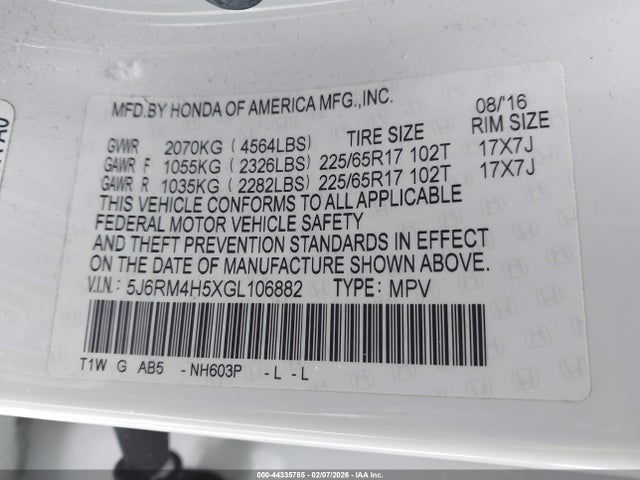 MFD.BY HONDA OF AMERICA MFG.,INC. 08/'16
GVWR 2070KG ( 4564LBS) TIRE SIZE RIM SIZE
GAWR F 1055KG ( 2326LBS) 225/65R17 102T 17X7J
GAWR R 1035KG ( 2282LBS) 225/65R17 102T 17X7J
THIS VEHICLE CONFORMS TO ALL APPLICABLE
FEDERAL MOTOR VEHICLE SAFETY
AND THEFT PREVENTION STANDARDS IN EFFECT
ON THE DATE OF MANUFACTURE SHOWN ABOVE.
V.I.N.: 5J6RM4H5XGL106882 TYPE: MPV
T1W G AB5 - NH603P - L - L
000-44335785 - 02/07/2026 - IAAI.com